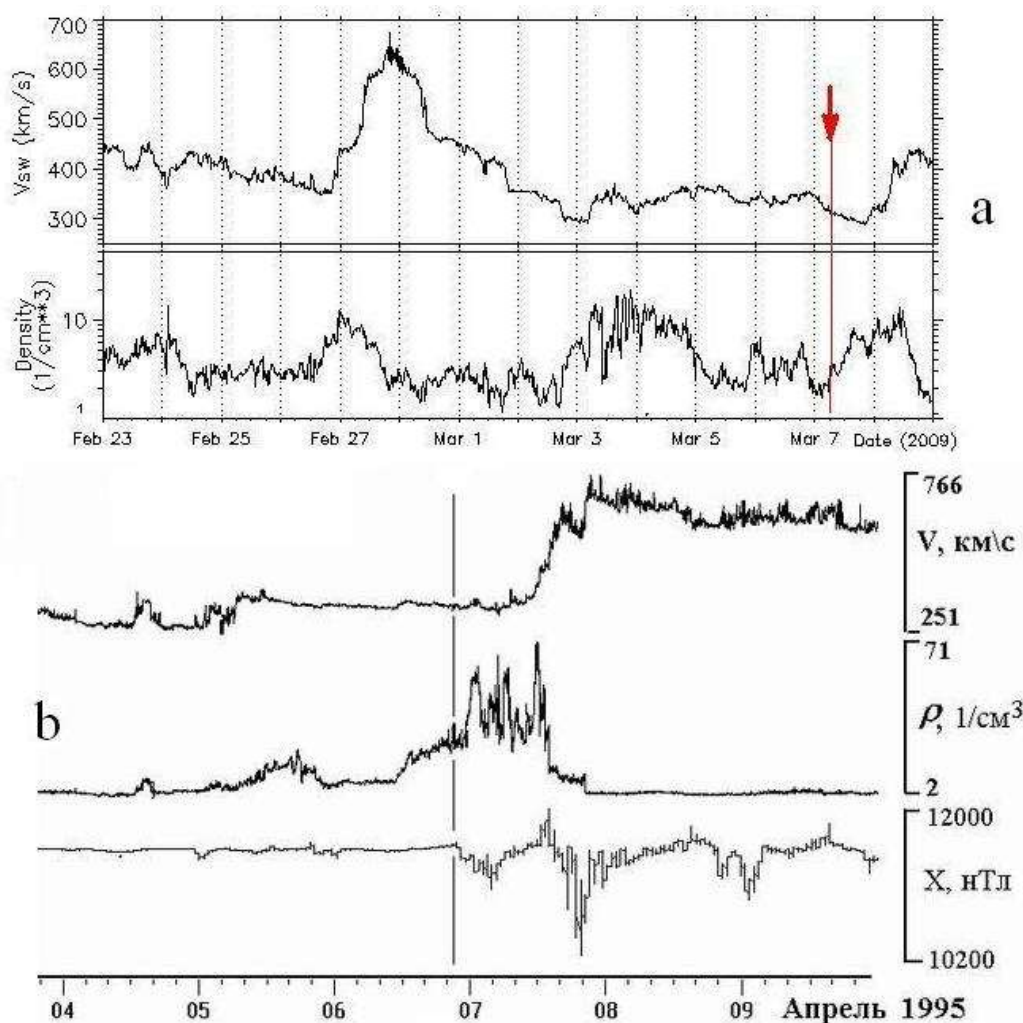 700
600
500
400
300
Vsw (km/s)
a
10
1
Density
(1/cm**3)
Feb 23 Feb 25 Feb 27 Mar 1 Mar 3 Mar 5 Mar 7 Date (2009)
766
V, км\с
251
71
b
ρ, 1/см³
2
12000
X, нТл
10200
04 05 06 07 08 09 Апрель 1995